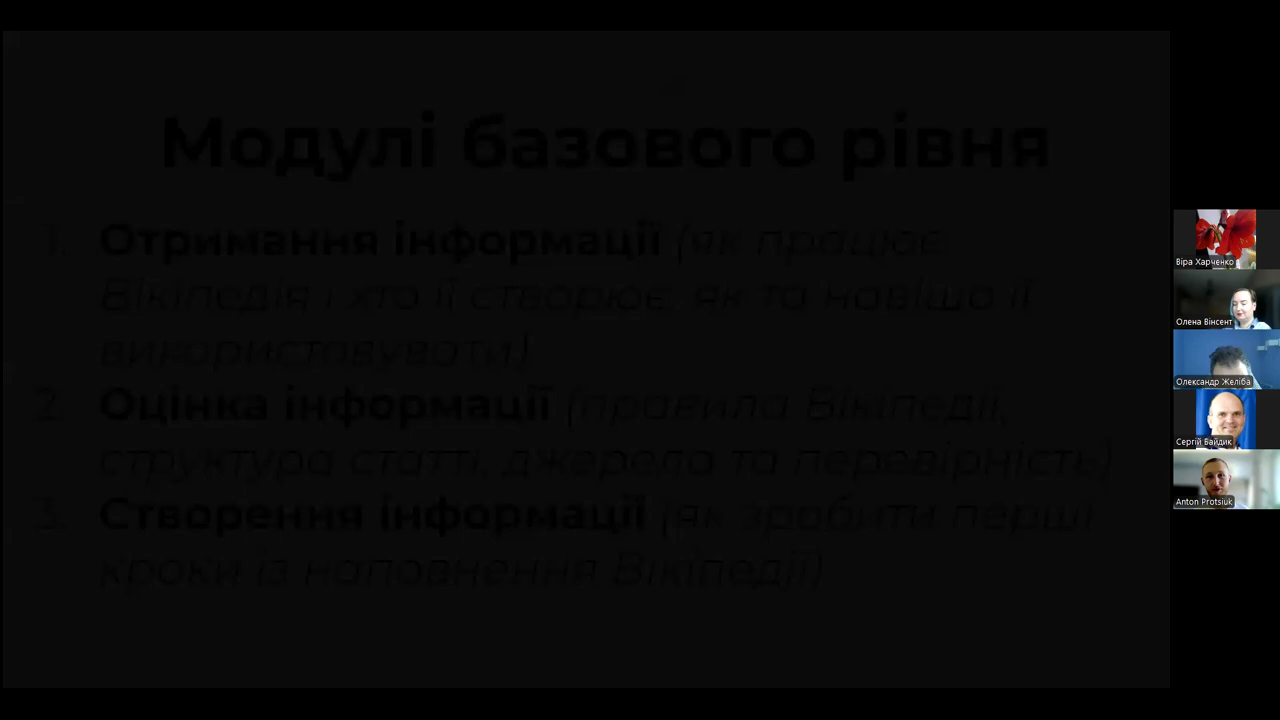 Модулі базового рівня
1. Отримання інформації (як працює
Вікіпедія і хто її створює, як та навіщо її
використовувати)
2. Оцінка інформації (правила Вікіпедії,
структура статті, джерела та перевірність)
3. Створення інформації (як зробити перші
кроки із наповнення Вікіпедії)
Віра Харченко
Олена Вінсент
Олександр Желіба
Сергій Вайдик
Anton Protsiuk